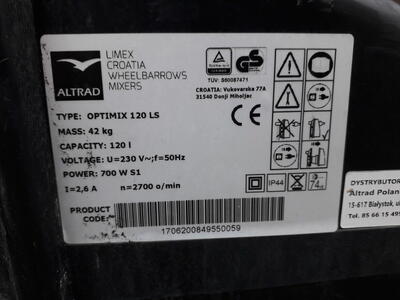 LIMEX
CROATIA
WHEELBARROWS
MIXERS
ALTRAD
TÜV: S60087471
CROATIA: Vukovarska 77A
31540 Donji Miholjac
TYPE: OPTIMIX 120 LS
MASS: 42 kg
CAPACITY: 120 l
VOLTAGE: U=230 V~;f=50Hz
POWER: 700 W S1
I=2,6 A n=2700 o/min
IP44
74
PRODUCT
CODE:
1706200849550059
DYSTRYBUTOR
Altrad Polan
15-617 Białystok, ul
tel. 85 66 15 49